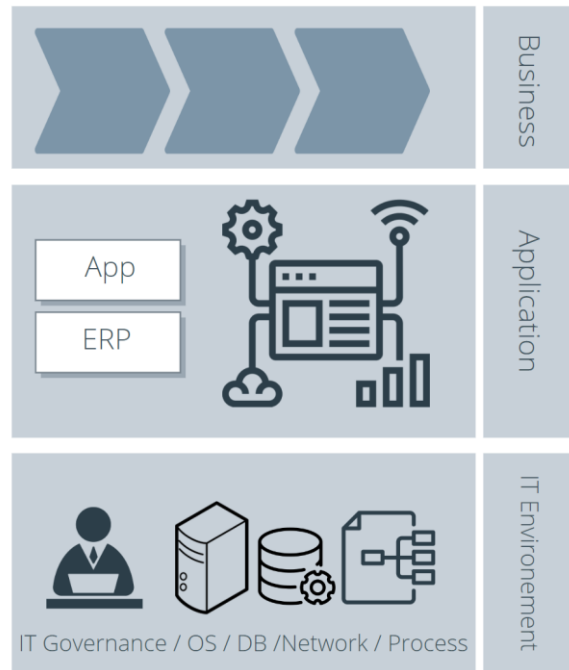 Business
App
ERP
Application
IT Governance / OS / DB /Network / Process
IT Environement